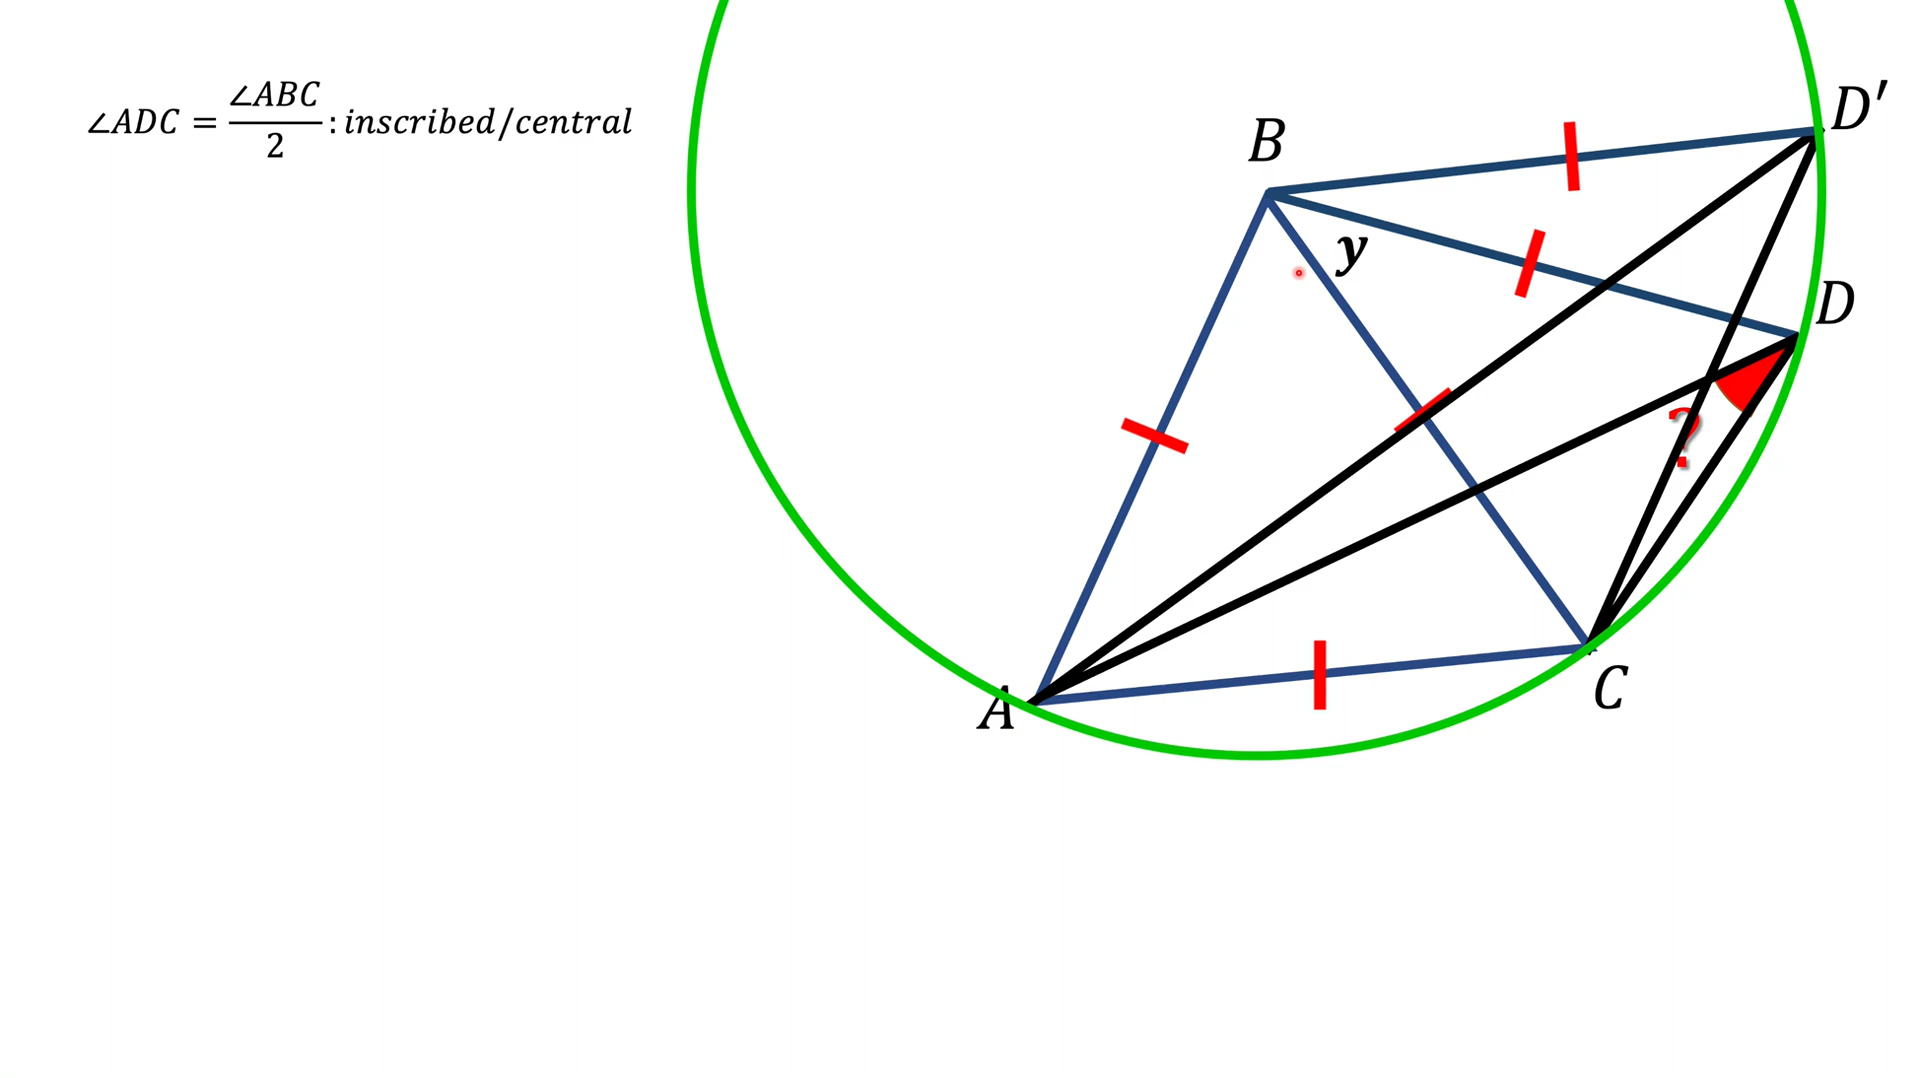 ∠ADC = ∠ABC/2 : inscribed/central
D′
B
y
D
?
A
C